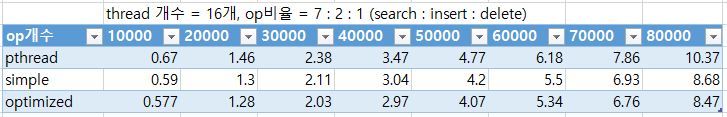 thread 개수 = 16개, op비율 = 7 : 2 : 1 (search : insert : delete)
op개수 10000 20000 30000 40000 50000 60000 70000 80000
pthread 0.67 1.46 2.38 3.47 4.77 6.18 7.86 10.37
simple 0.59 1.3 2.11 3.04 4.2 5.5 6.93 8.68
optimized 0.577 1.28 2.03 2.97 4.07 5.34 6.76 8.47